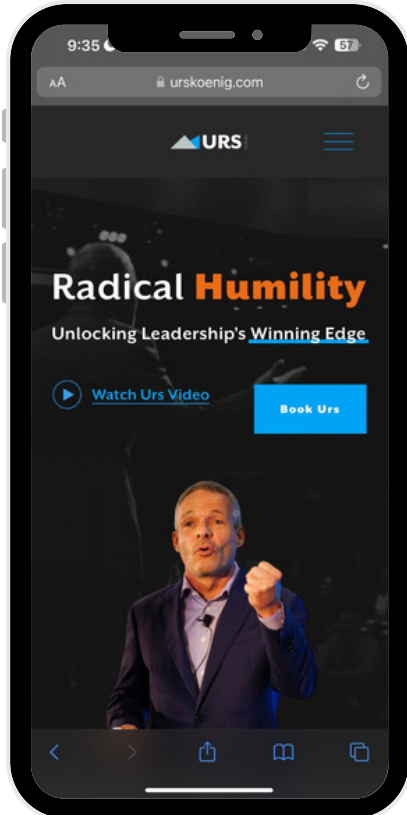 9:35
57
AA urskoenig.com
URS
Radical Humility
Unlocking Leadership's Winning Edge
Watch Urs Video
Book Urs